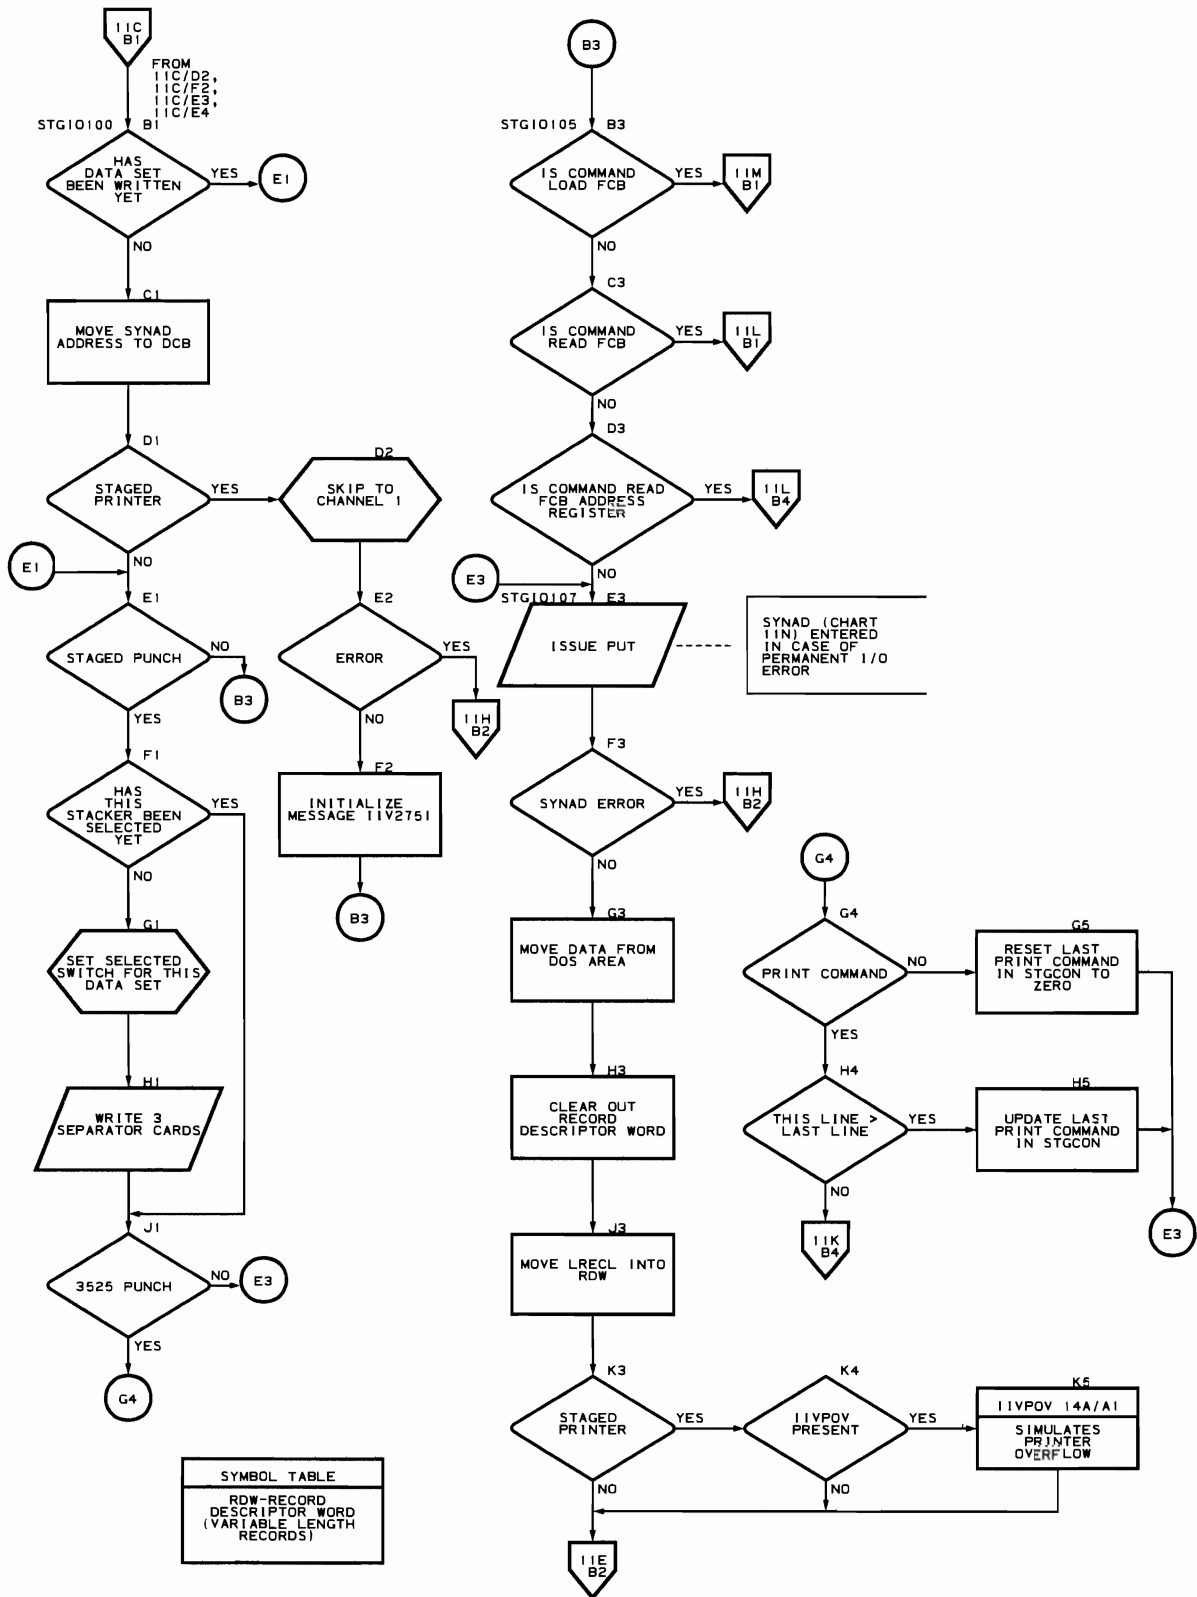 11C
B1
FROM
11C/D2,
11C/F2,
11C/E3,
11C/E4
STGIO100
B1
HAS
DATA SET
BEEN WRITTEN
YET
YES
E1
NO
C1
MOVE SYNAD
ADDRESS TO DCB
D1
STAGED
PRINTER
YES
D2
SKIP TO
CHANNEL 1
NO
E1
E1
STAGED PUNCH
NO
B3
YES
E2
ERROR
YES
11H
B2
NO
F1
HAS
THIS
STACKER BEEN
SELECTED
YET
YES
NO
F2
INITIALIZE
MESSAGE IIV275I
B3
G1
SET SELECTED
SWITCH FOR THIS
DATA SET
H1
WRITE 3
SEPARATOR CARDS
J1
3525 PUNCH
NO
E3
YES
G4
SYMBOL TABLE
RDW-RECORD
DESCRIPTOR WORD
(VARIABLE LENGTH
RECORDS)
B3
STGIO105
B3
IS COMMAND
LOAD FCB
YES
11M
B1
NO
C3
IS COMMAND
READ FCB
YES
11L
B1
NO
D3
IS COMMAND READ
FCB ADDRESS
REGISTER
YES
11L
B4
NO
E3
STGIO107
E3
ISSUE PUT
SYNAD (CHART
11N) ENTERED
IN CASE OF
PERMANENT I/O
ERROR
F3
SYNAD ERROR
YES
11H
B2
NO
G3
MOVE DATA FROM
DOS AREA
H3
CLEAR OUT
RECORD
DESCRIPTOR WORD
J3
MOVE LRECL INTO
RDW
K3
STAGED
PRINTER
YES
NO
K4
IIVPOV
PRESENT
YES
NO
K5
IIVPOV 14A/A1
SIMULATES
PRINTER
OVERFLOW
11E
B2
G4
G4
PRINT COMMAND
NO
YES
G5
RESET LAST
PRINT COMMAND
IN STGCON TO
ZERO
H4
THIS LINE >
LAST LINE
YES
NO
H5
UPDATE LAST
PRINT COMMAND
IN STGCON
11K
B4
E3